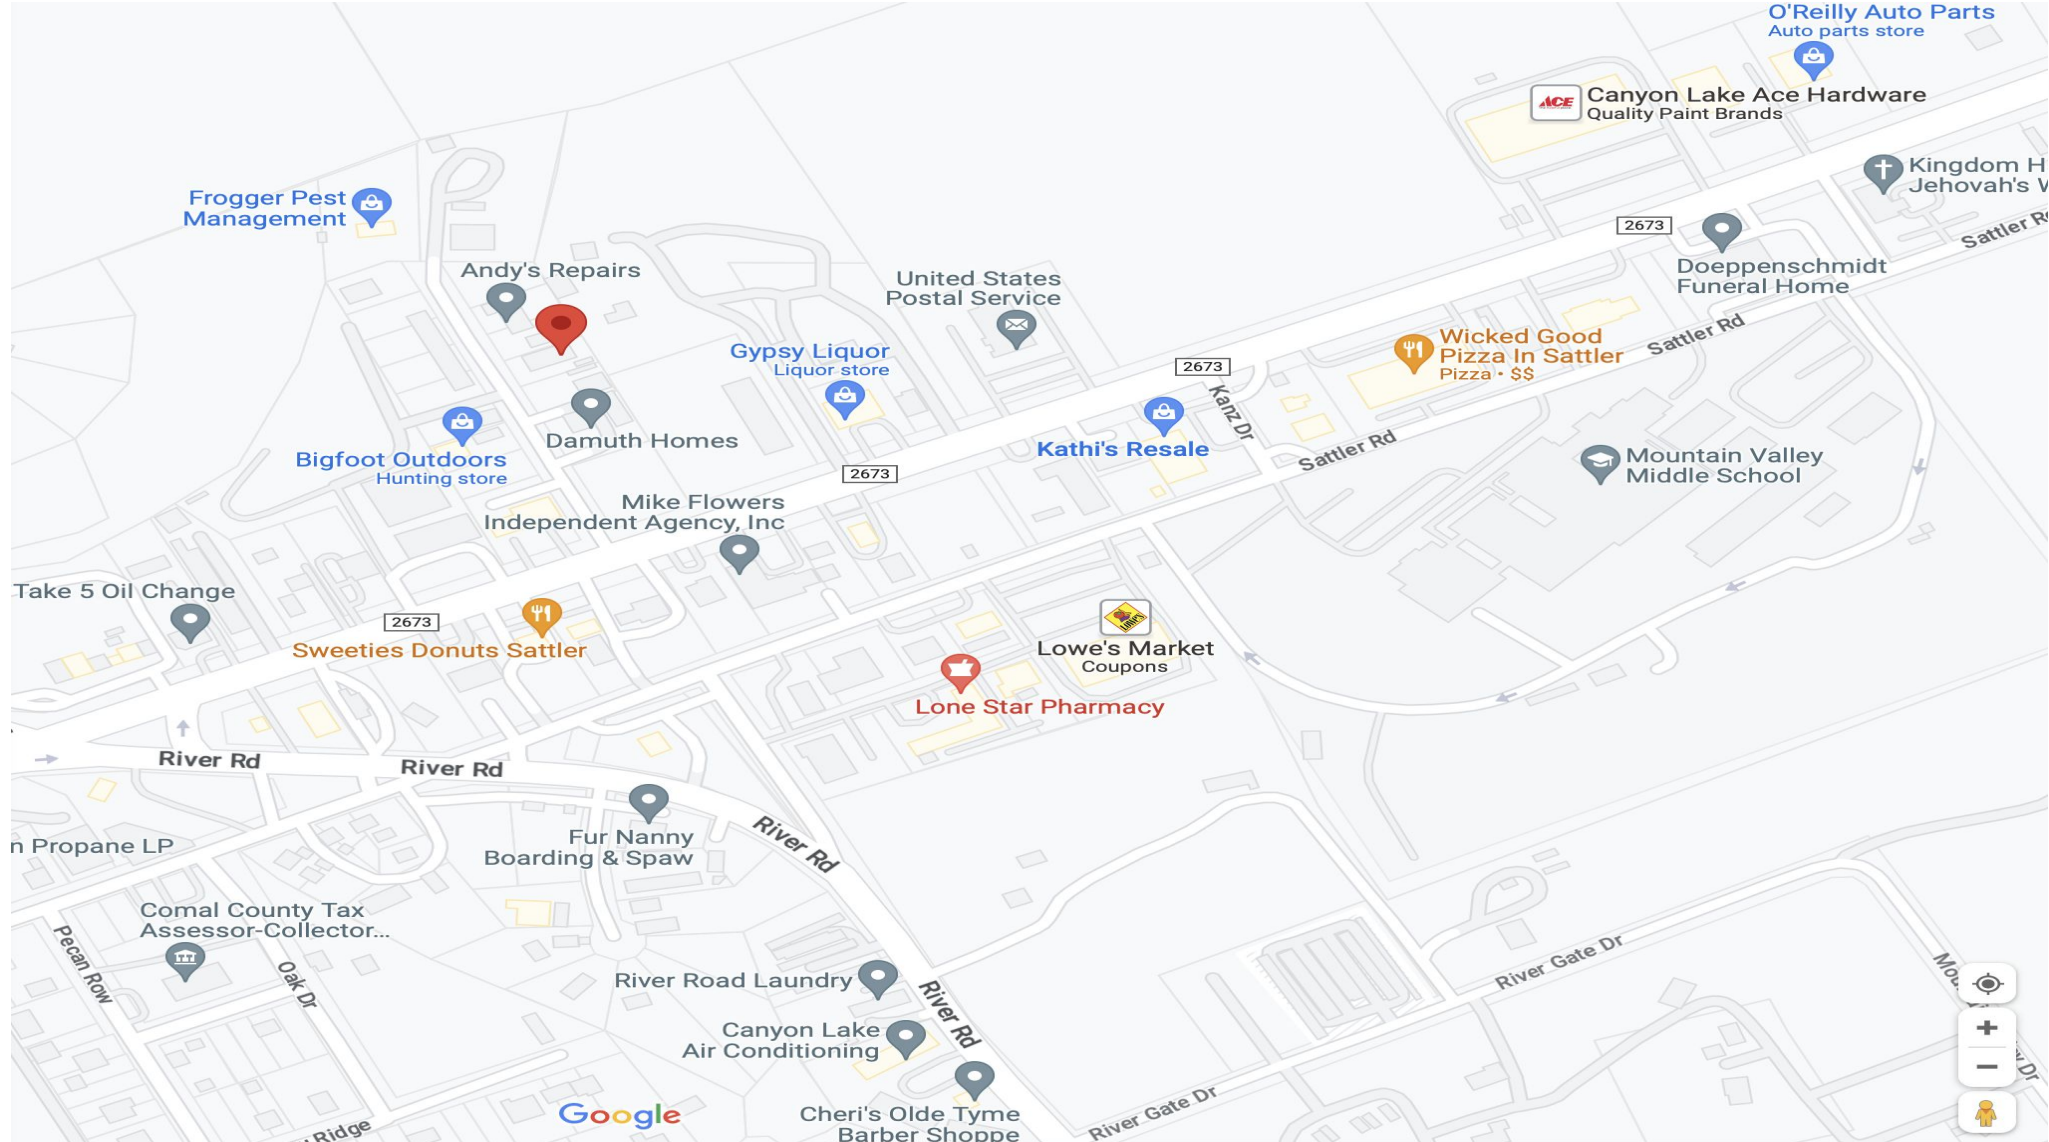 O'Reilly Auto Parts
Auto parts store
ACE
Canyon Lake Ace Hardware
Quality Paint Brands
Kingdom H
Jehovah's W
Frogger Pest
Management
2673
Sattler Rd
Andy's Repairs
United States
Postal Service
Doeppenschmidt
Funeral Home
Gypsy Liquor
Liquor store
2673
Kanz Dr
Wicked Good
Pizza In Sattler
Pizza • $$
Sattler Rd
Damuth Homes
Bigfoot Outdoors
Hunting store
Kathi's Resale
Sattler Rd
Mountain Valley
Middle School
2673
Mike Flowers
Independent Agency, Inc
Take 5 Oil Change
2673
Sweeties Donuts Sattler
Lowe's
Lowe's Market
Coupons
Lone Star Pharmacy
River Rd
River Rd
n Propane LP
Fur Nanny
Boarding & Spaw
River Rd
Comal County Tax
Assessor-Collector...
Pecan Row
Oak Dr
River Road Laundry
River Rd
River Gate Dr
Canyon Lake
Air Conditioning
Cheri's Olde Tyme
Barber Shoppe
River Gate Dr
Ridge
Google